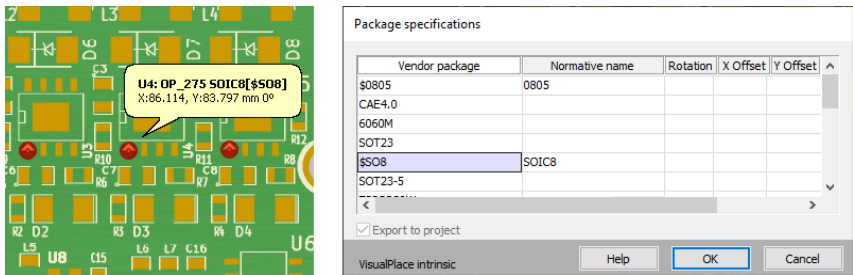 L2 L3 L4
D6 D7 D8
C3
U4: OP_275 SOIC8[$SO8]
X:86.114, Y:83.797 mm 0º
R12
U3 U4
R10 R11 R8
C7 C8
R6 R7
R2 D2 R3 D3 R4 D4
L5 U8 C15 L6 L7 C16 U6
Package specifications
Vendor package Normative name Rotation X Offset Y Offset
$0805 0805
CAE4.0
6060M
SOT23
$SO8 SOIC8
SOT23-5
Export to project
VisualPlace intrinsic Help OK Cancel